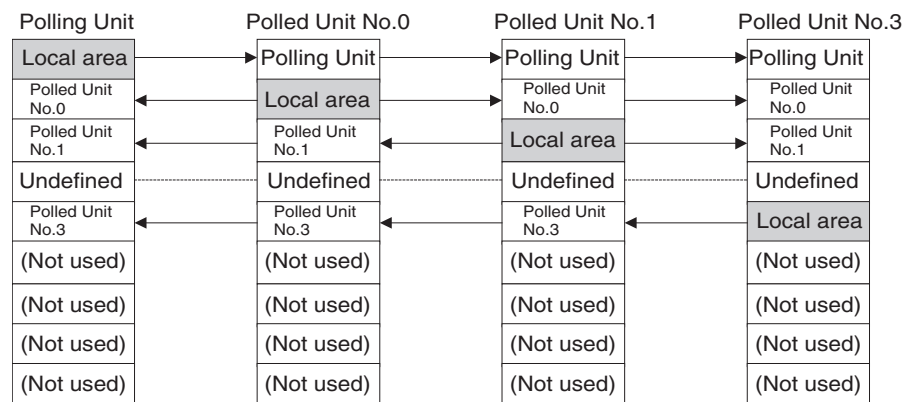 Polling Unit Polled Unit No.0 Polled Unit No.1 Polled Unit No.3
Local area Polling Unit Polling Unit Polling Unit
Polled Unit No.0 Local area Polled Unit No.0 Polled Unit No.0
Polled Unit No.1 Polled Unit No.1 Local area Polled Unit No.1
Undefined Undefined Undefined Undefined
Polled Unit No.3 Polled Unit No.3 Polled Unit No.3 Local area
(Not used) (Not used) (Not used) (Not used)
(Not used) (Not used) (Not used) (Not used)
(Not used) (Not used) (Not used) (Not used)
(Not used) (Not used) (Not used) (Not used)